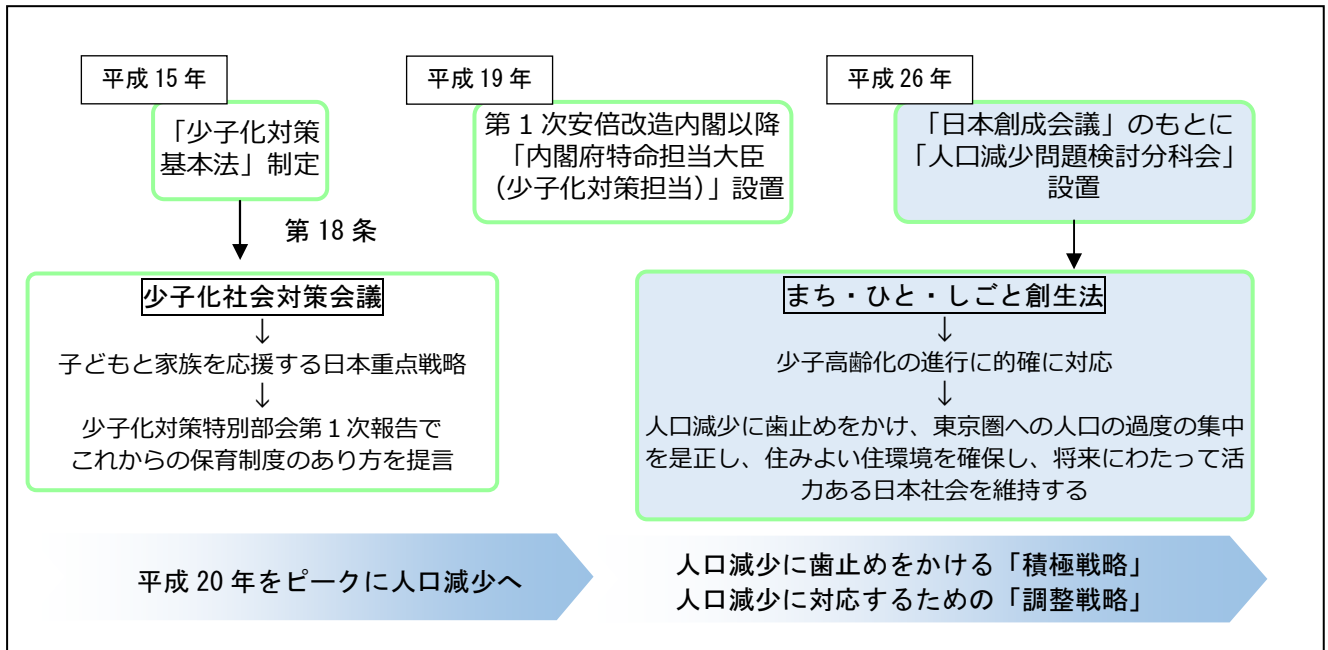 平成 15 年
「少子化対策
基本法」制定
平成 19 年
第１次安倍改造内閣以降
「内閣府特命担当大臣
（少子化対策担当）」設置
平成 26 年
「日本創成会議」のもとに
「人口減少問題検討分科会」
設置
第 18 条
少子化社会対策会議
↓
子どもと家族を応援する日本重点戦略
↓
少子化対策特別部会第１次報告で
これからの保育制度のあり方を提言
まち・ひと・しごと創生法
↓
少子高齢化の進行に的確に対応
↓
人口減少に歯止めをかけ、東京圏への人口の過度の集中
を是正し、住みよい住環境を確保し、将来にわたって活
力ある日本社会を維持する
平成 20 年をピークに人口減少へ
人口減少に歯止めをかける「積極戦略」
人口減少に対応するための「調整戦略」